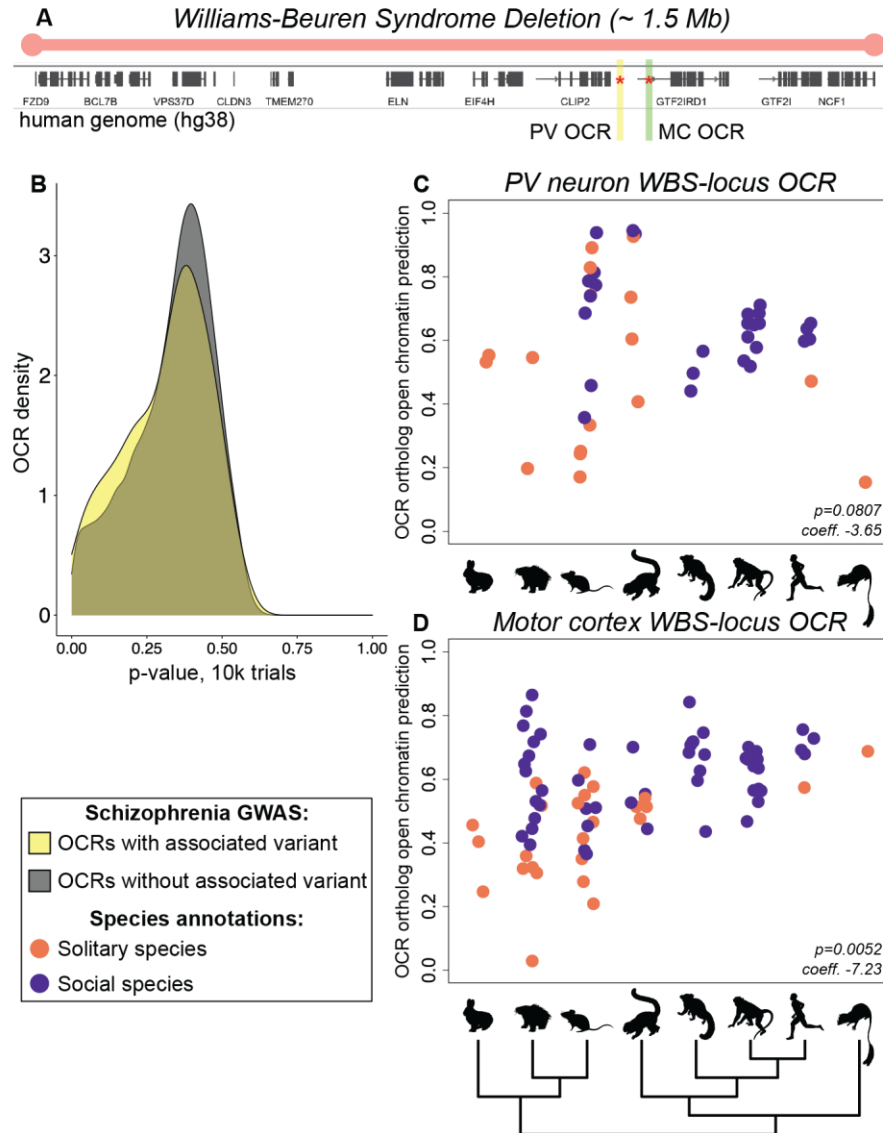 A Williams-Beuren Syndrome Deletion (~ 1.5 Mb)
FZD9 BCL7B VPS37D CLDN3 TMEM270 ELN EIF4H CLIP2 GTF2IRD1 GTF2I NCF1
human genome (hg38)
PV OCR
MC OCR
B
3
2
1
0
OCR density
0.00 0.25 0.50 0.75 1.00
p-value, 10k trials
C PV neuron WBS-locus OCR
1.0
0.8
0.6
0.4
0.2
0.0
OCR ortholog open chromatin prediction
p=0.0807
coeff. -3.65
D Motor cortex WBS-locus OCR
1.0
0.8
0.6
0.4
0.2
0.0
OCR ortholog open chromatin prediction
p=0.0052
coeff. -7.23
Schizophrenia GWAS:
OCRs with associated variant
OCRs without associated variant
Species annotations:
Solitary species
Social species